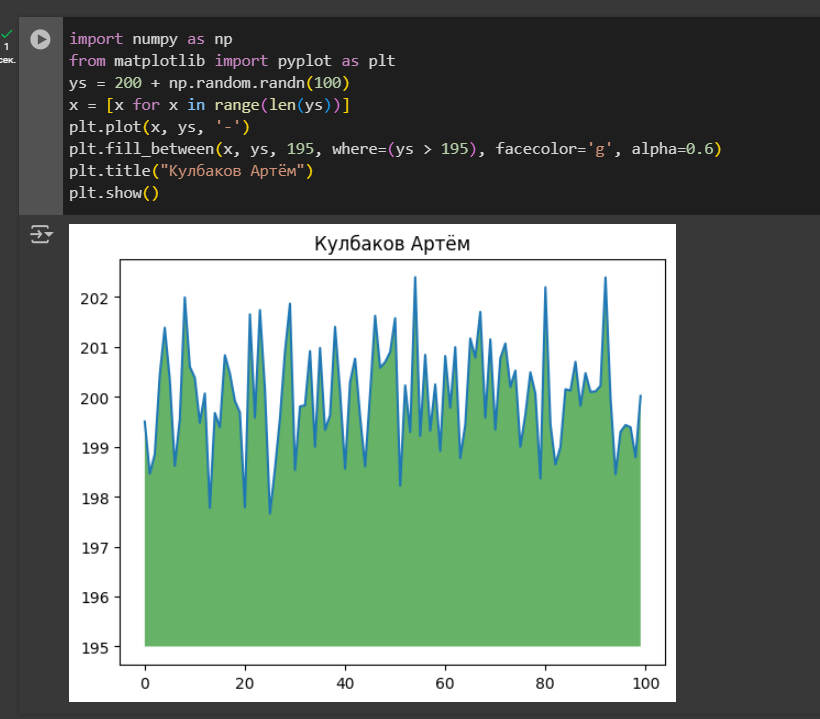 1
сек.
import numpy as np
from matplotlib import pyplot as plt
ys = 200 + np.random.randn(100)
x = [x for x in range(len(ys))]
plt.plot(x, ys, '-')
plt.fill_between(x, ys, 195, where=(ys > 195), facecolor='g', alpha=0.6)
plt.title("Кулбаков Артём")
plt.show()
Кулбаков Артём
202
201
200
199
198
197
196
195
0 20 40 60 80 100